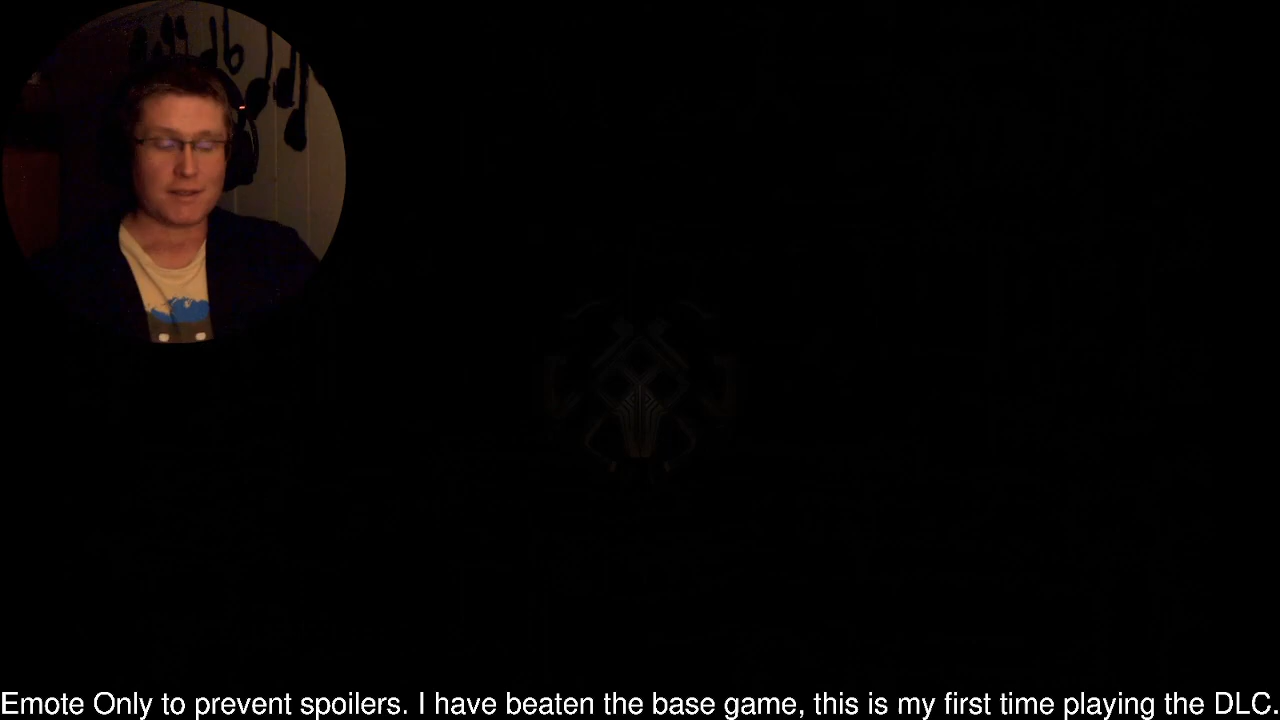 Emote Only to prevent spoilers. I have beaten the base game, this is my first time playing the DLC.